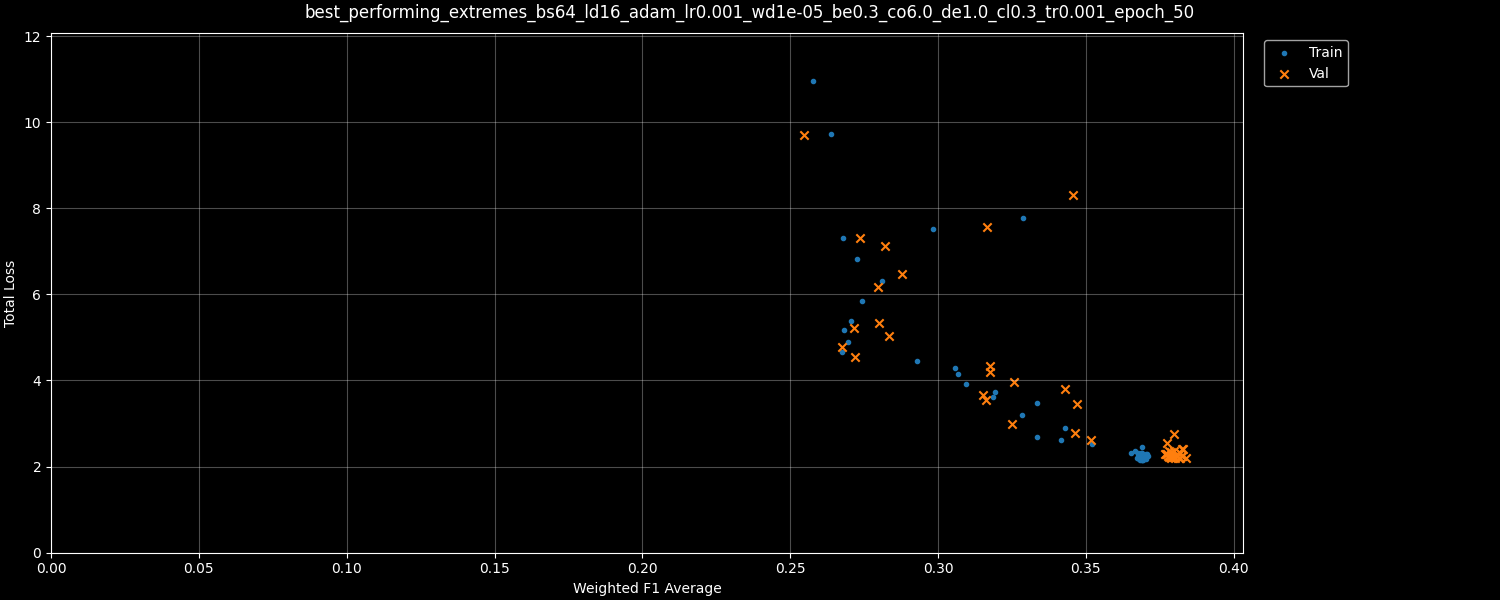 best_performing_extremes_bs64_ld16_adam_lr0.001_wd1e-05_be0.3_co6.0_de1.0_cl0.3_tr0.001_epoch_50
Train
Val
12
10
8
6
4
2
0
Total Loss
0.00 0.05 0.10 0.15 0.20 0.25 0.30 0.35 0.40
Weighted F1 Average